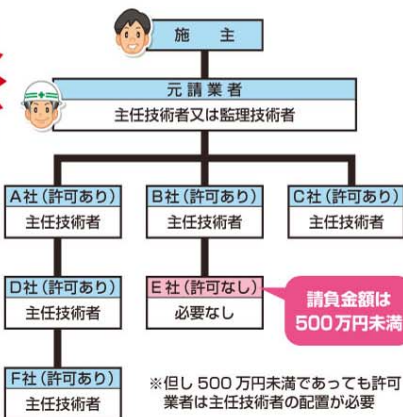 施主
元請業者
主任技術者又は監理技術者
A社(許可あり)
主任技術者
B社(許可あり)
主任技術者
C社(許可あり)
主任技術者
D社(許可あり)
主任技術者
E社(許可なし)
必要なし
請負金額は
500万円未満
F社(許可あり)
主任技術者
※但し500万円未満であっても許可
業者は主任技術者の配置が必要